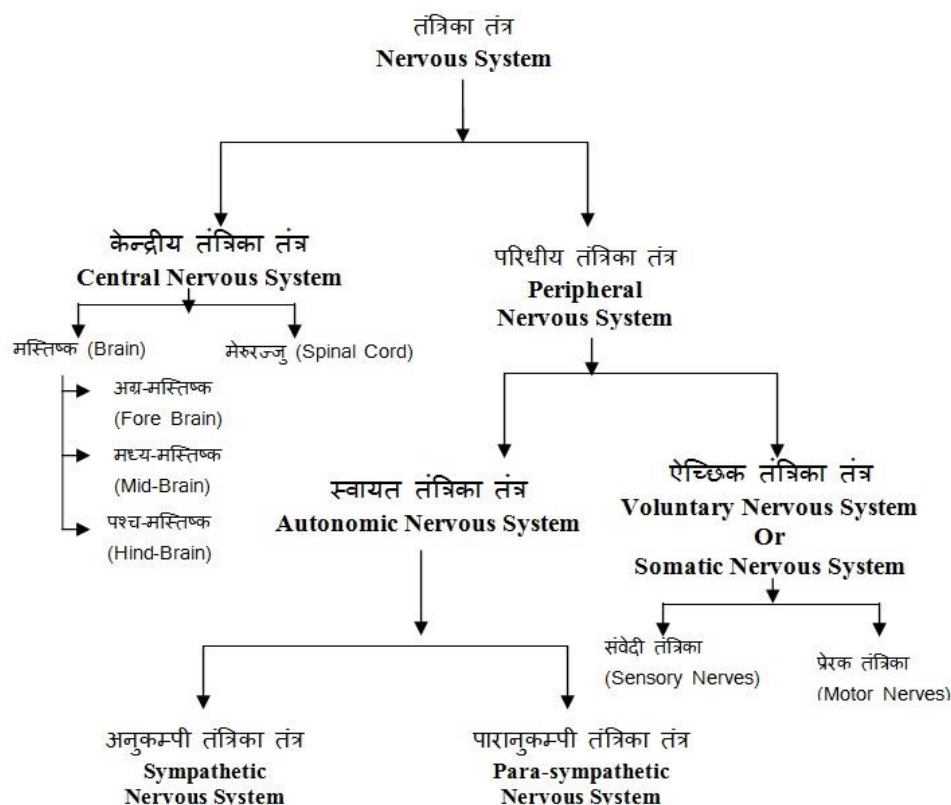 तंत्रिका तंत्र
Nervous System
केन्द्रीय तंत्रिका तंत्र
Central Nervous System
परिधीय तंत्रिका तंत्र
Peripheral
Nervous System
मस्तिष्क (Brain)
मेरुरज्जु (Spinal Cord)
अग्र-मस्तिष्क
(Fore Brain)
मध्य-मस्तिष्क
(Mid-Brain)
पश्च-मस्तिष्क
(Hind-Brain)
स्वायत तंत्रिका तंत्र
Autonomic Nervous System
ऐच्छिक तंत्रिका तंत्र
Voluntary Nervous System
Or
Somatic Nervous System
संवेदी तंत्रिका
(Sensory Nerves)
प्रेरक तंत्रिका
(Motor Nerves)
अनुकम्पी तंत्रिका तंत्र
Sympathetic
Nervous System
पारानुकम्पी तंत्रिका तंत्र
Para-sympathetic
Nervous System